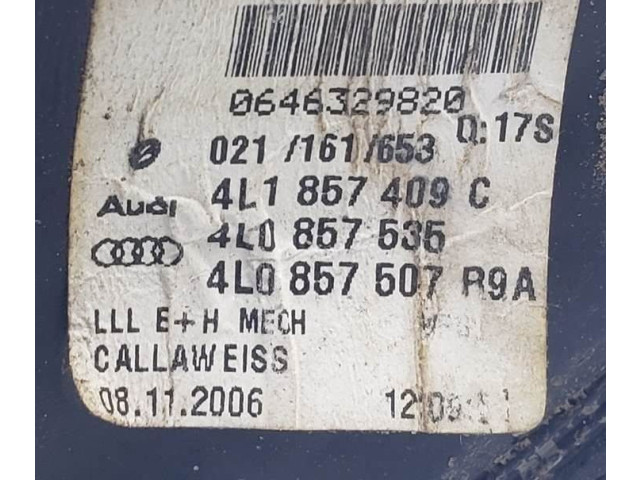 0646329820
Q:17S
021/161/653
4L1 857 409 C
Audi 4L0 857 535
4L0 857 507 R9A
LLL E+H MECH
CALLAWEISS
08.11.2006